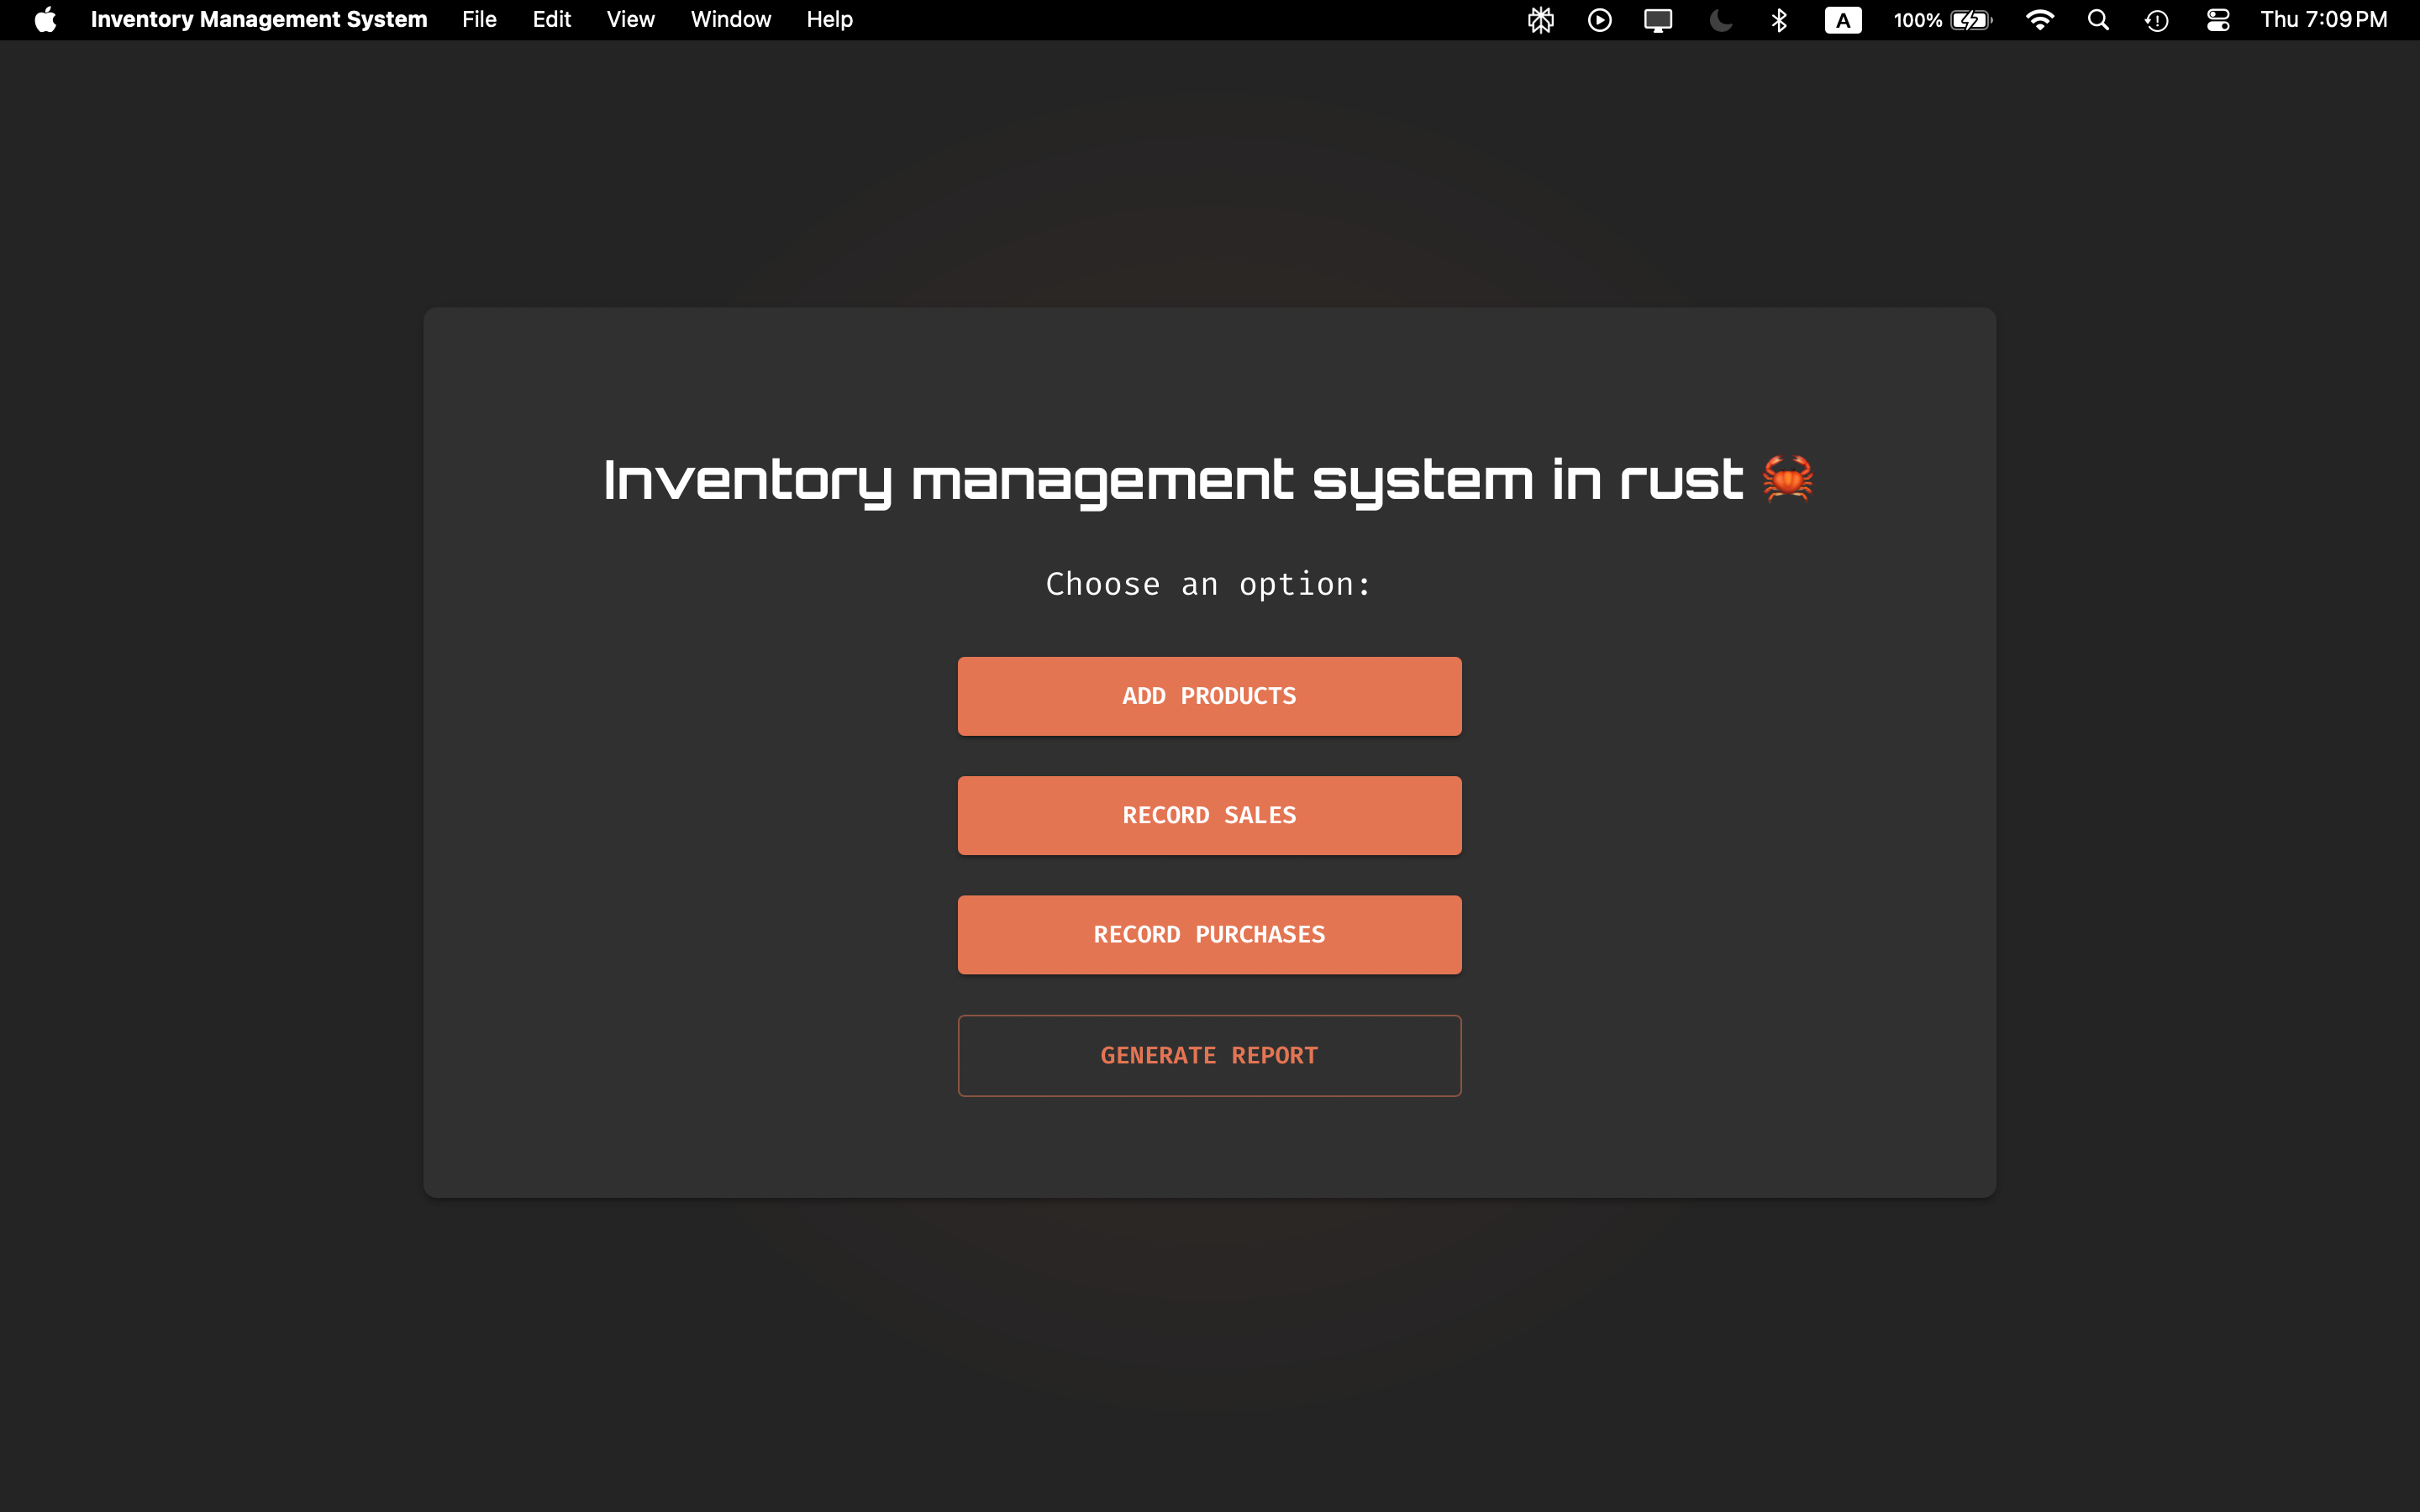 Inventory Management System File Edit View Window Help A 100% Thu 7:09 PM
Inventory management system in rust 🦀
Choose an option:
ADD PRODUCTS
RECORD SALES
RECORD PURCHASES
GENERATE REPORT